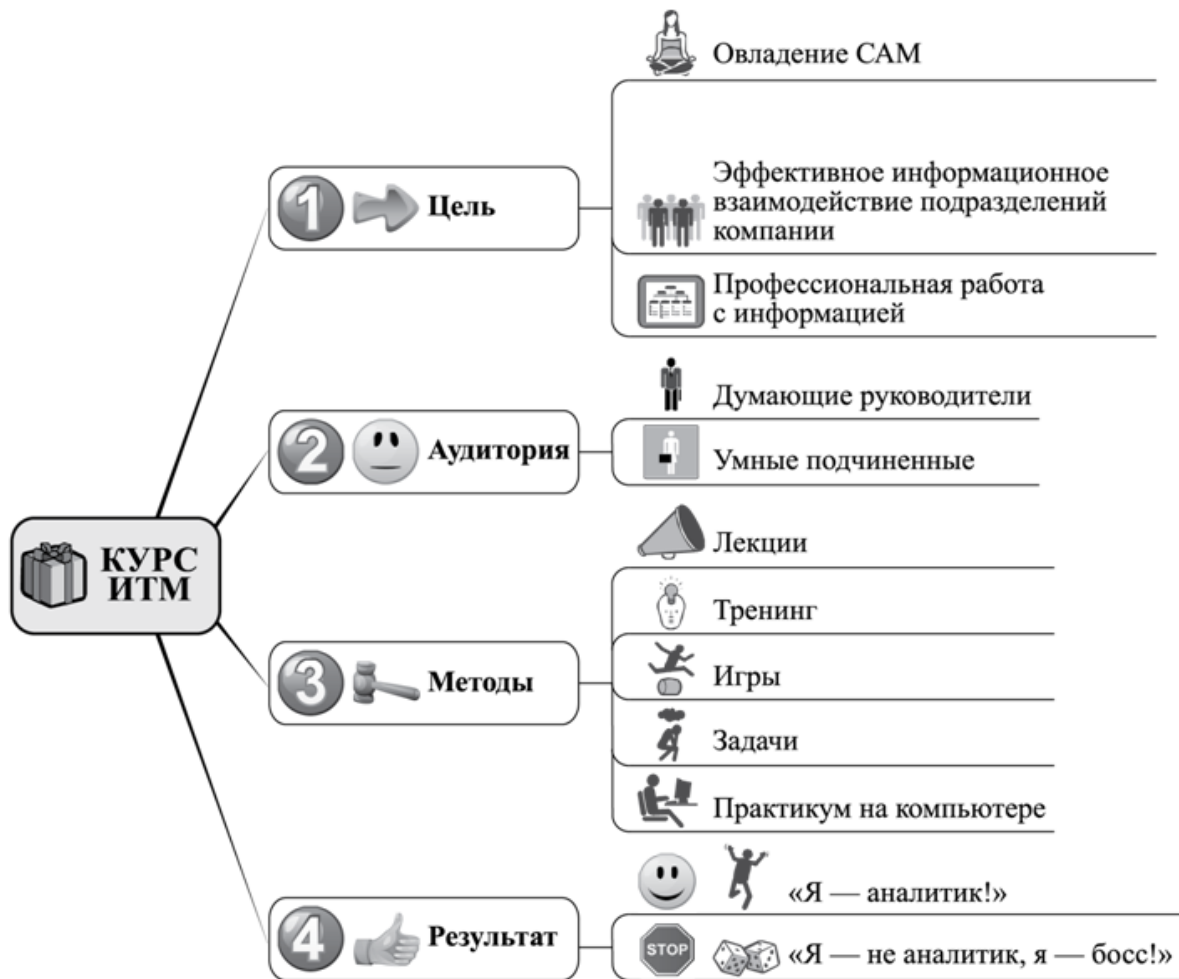 Овладение САМ
Эффективное информационное
взаимодействие подразделений
компании
Профессиональная работа
с информацией
1 Цель
Думающие руководители
Умные подчиненные
2 Аудитория
КУРС
ИТМ
Лекции
Тренинг
Игры
Задачи
Практикум на компьютере
3 Методы
«Я — аналитик!»
STOP «Я — не аналитик, я — босс!»
4 Результат